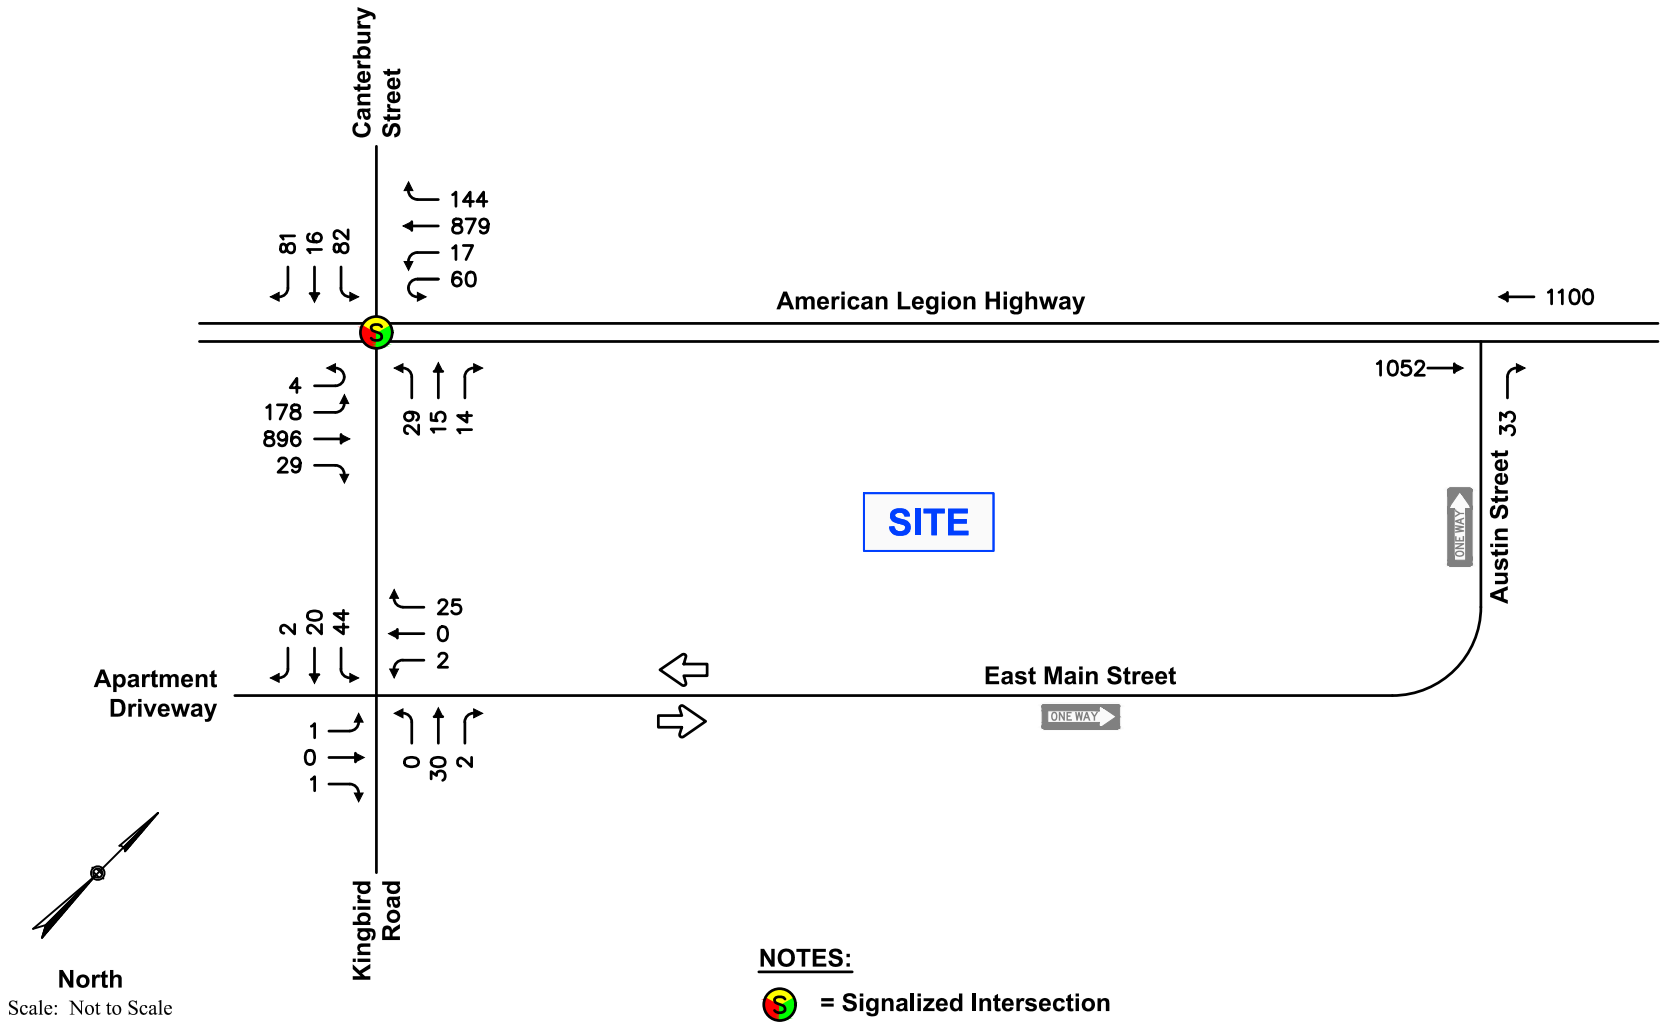 Canterbury
Street
144
879
17
60
81
16
82
American Legion Highway
1100
S
4
178
896
29
29
15
14
1052
33
Austin Street
ONE WAY
SITE
2
20
44
25
0
2
Apartment
Driveway
East Main Street
ONE WAY
1
0
1
0
30
2
Kingbird
Road
North
Scale: Not to Scale
NOTES:
S = Signalized Intersection